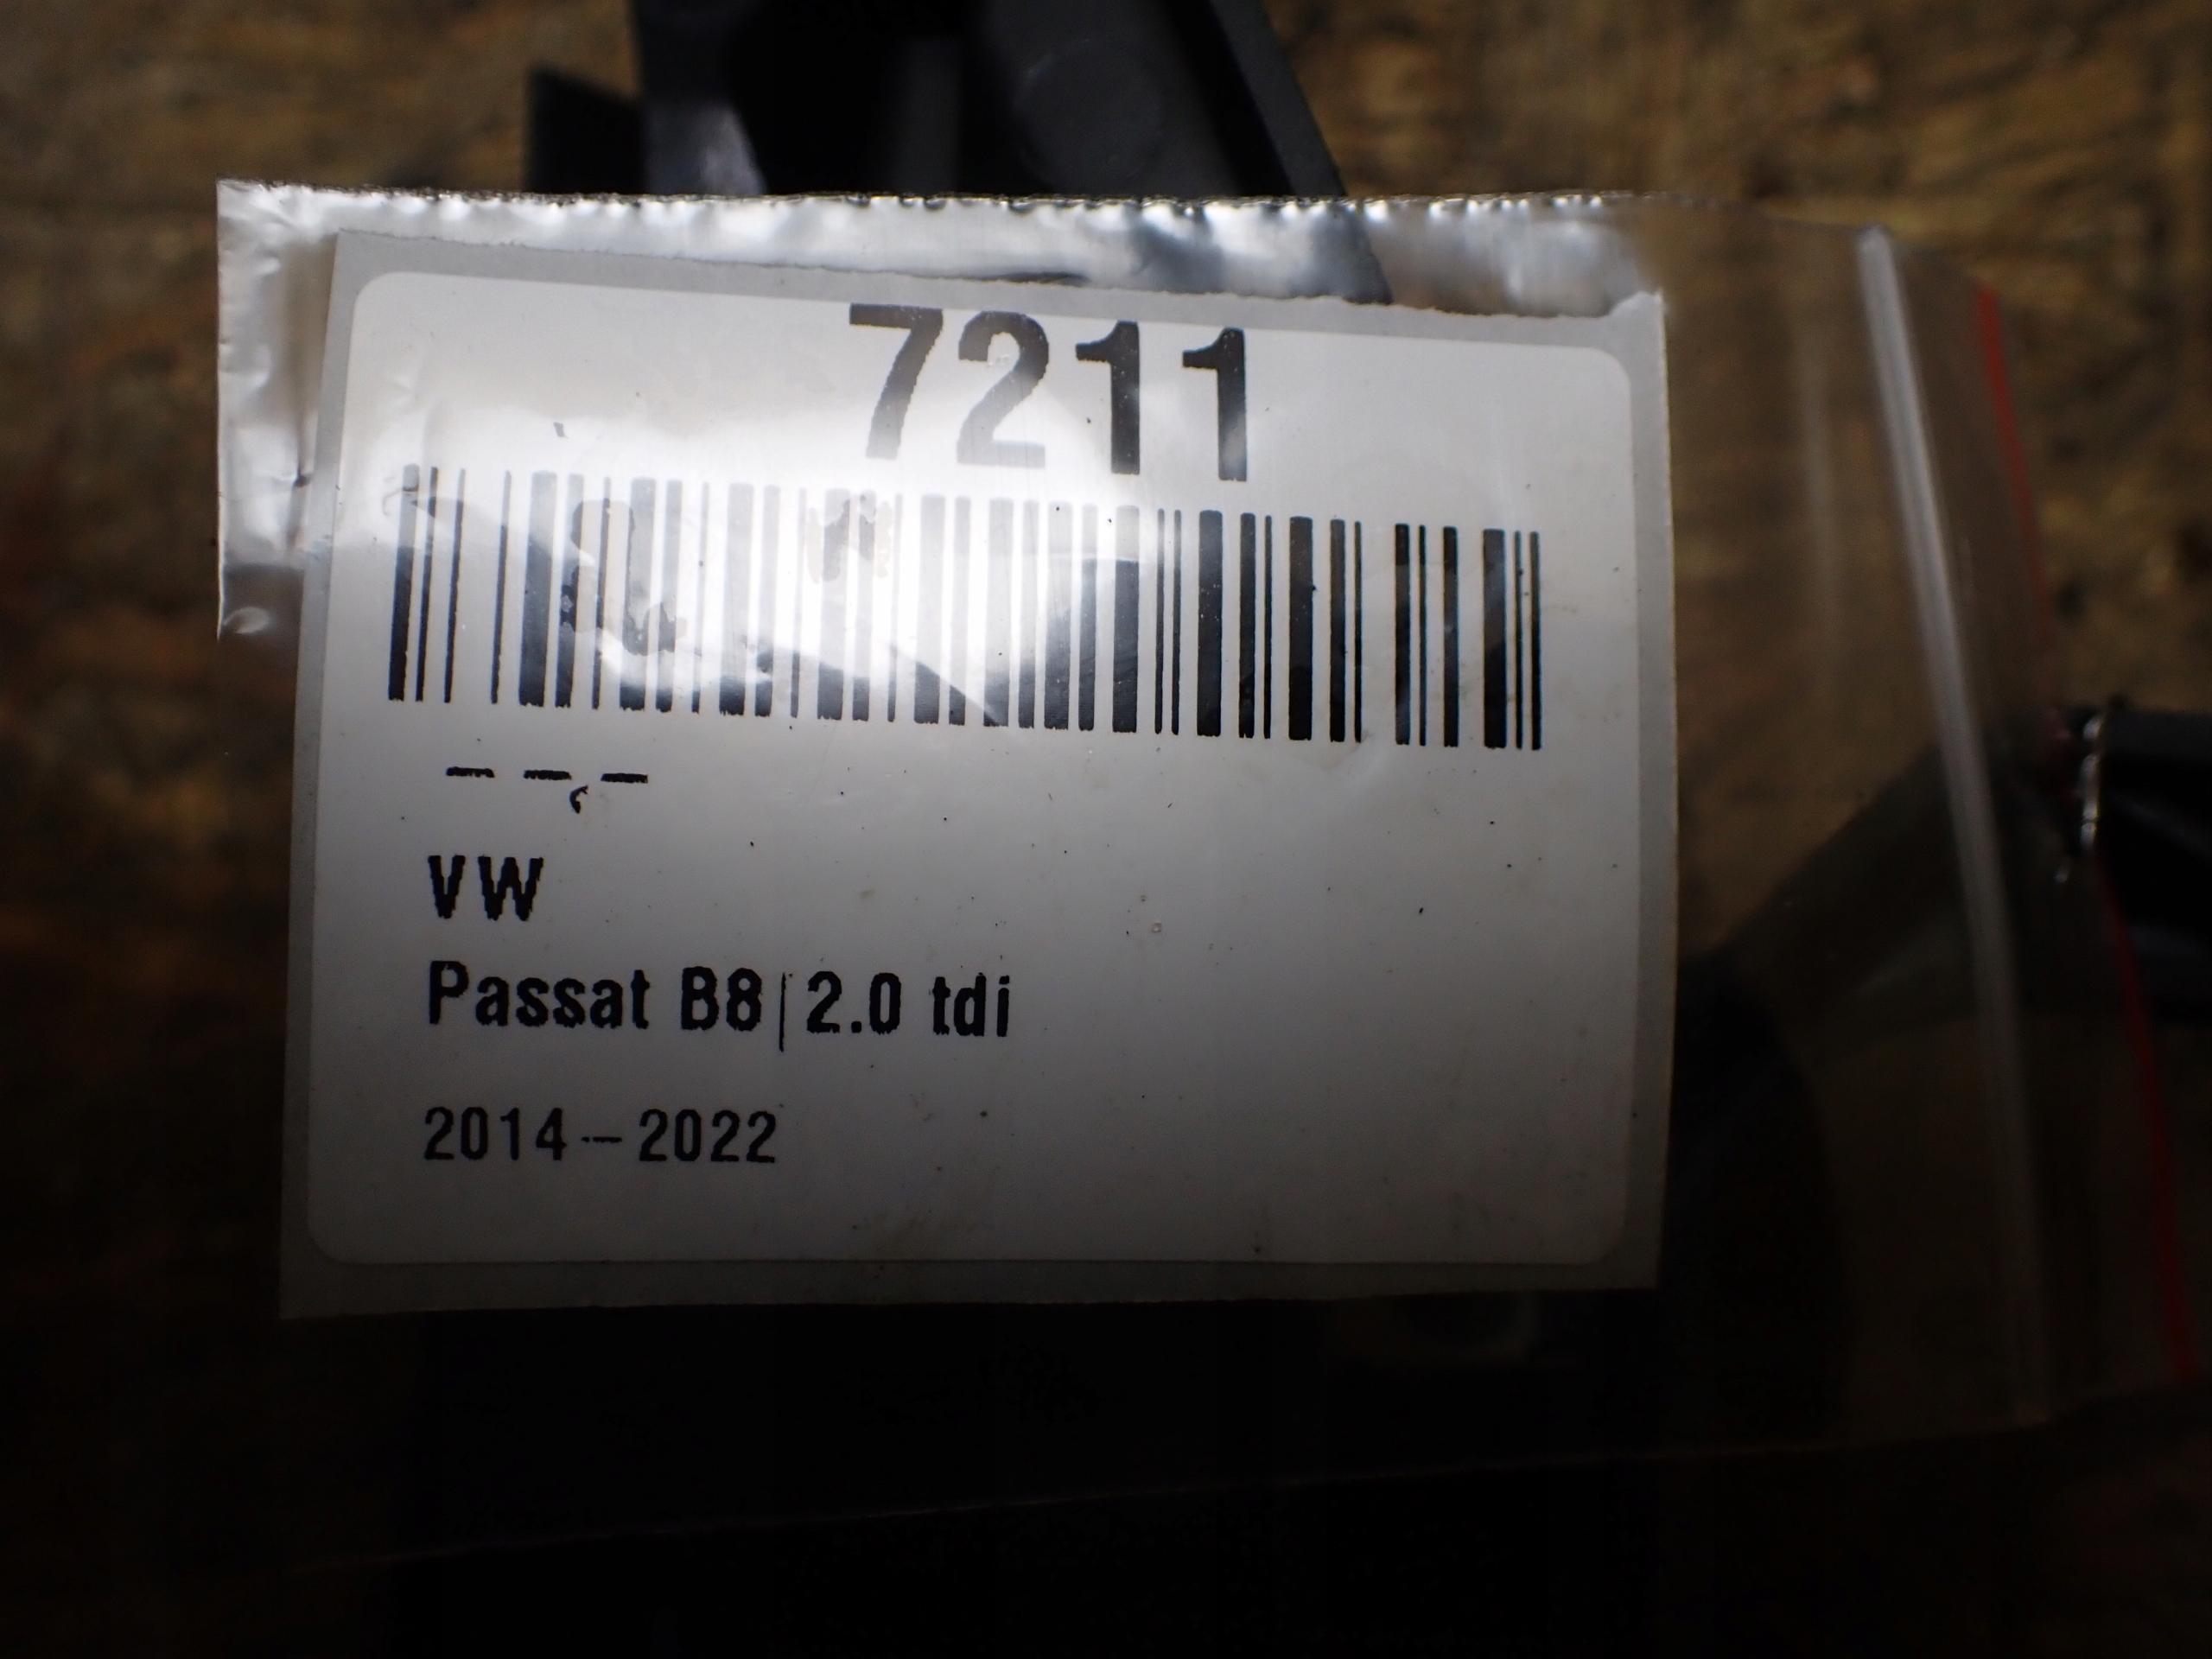 7211
– –, –
VW
Passat B8|2.0 tdi
2014-–2022